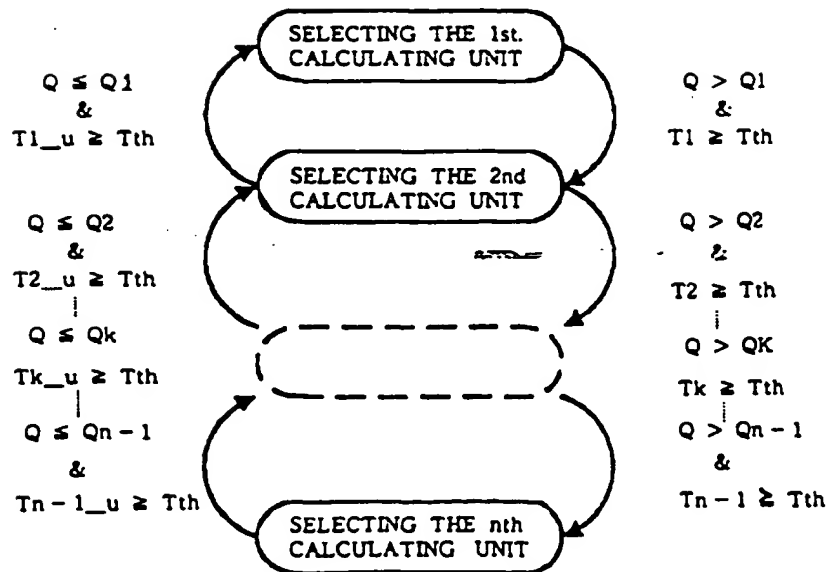 SELECTING THE 1st.
CALCULATING UNIT
Q ≦ Q1
&
T1_u ≧ Tth
Q > Q1
&
T1 ≧ Tth
SELECTING THE 2nd
CALCULATING UNIT
Q ≦ Q2
&
T2_u ≧ Tth
Q ≦ Qk
Tk_u ≧ Tth
Q ≦ Qn-1
&
Tn-1_u ≧ Tth
Q > Q2
&
T2 ≧ Tth
Q > QK
Tk ≧ Tth
Q > Qn-1
&
Tn-1 ≧ Tth
SELECTING THE nth
CALCULATING UNIT